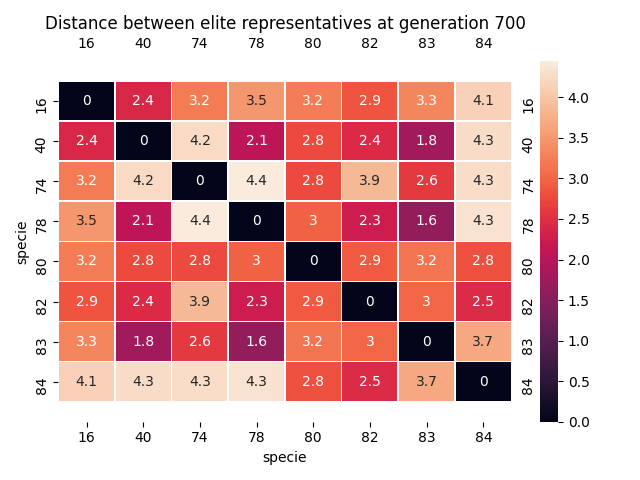 Distance between elite representatives at generation 700
16 40 74 78 80 82 83 84
16 0 2.4 3.2 3.5 3.2 2.9 3.3 4.1 16
40 2.4 0 4.2 2.1 2.8 2.4 1.8 4.3 40
74 3.2 4.2 0 4.4 2.8 3.9 2.6 4.3 74
78 3.5 2.1 4.4 0 3 2.3 1.6 4.3 78
80 3.2 2.8 2.8 3 0 2.9 3.2 2.8 80
82 2.9 2.4 3.9 2.3 2.9 0 3 2.5 82
83 3.3 1.8 2.6 1.6 3.2 3 0 3.7 83
84 4.1 4.3 4.3 4.3 2.8 2.5 3.7 0 84
16 40 74 78 80 82 83 84
specie
specie
4.0
3.5
3.0
2.5
2.0
1.5
1.0
0.5
0.0